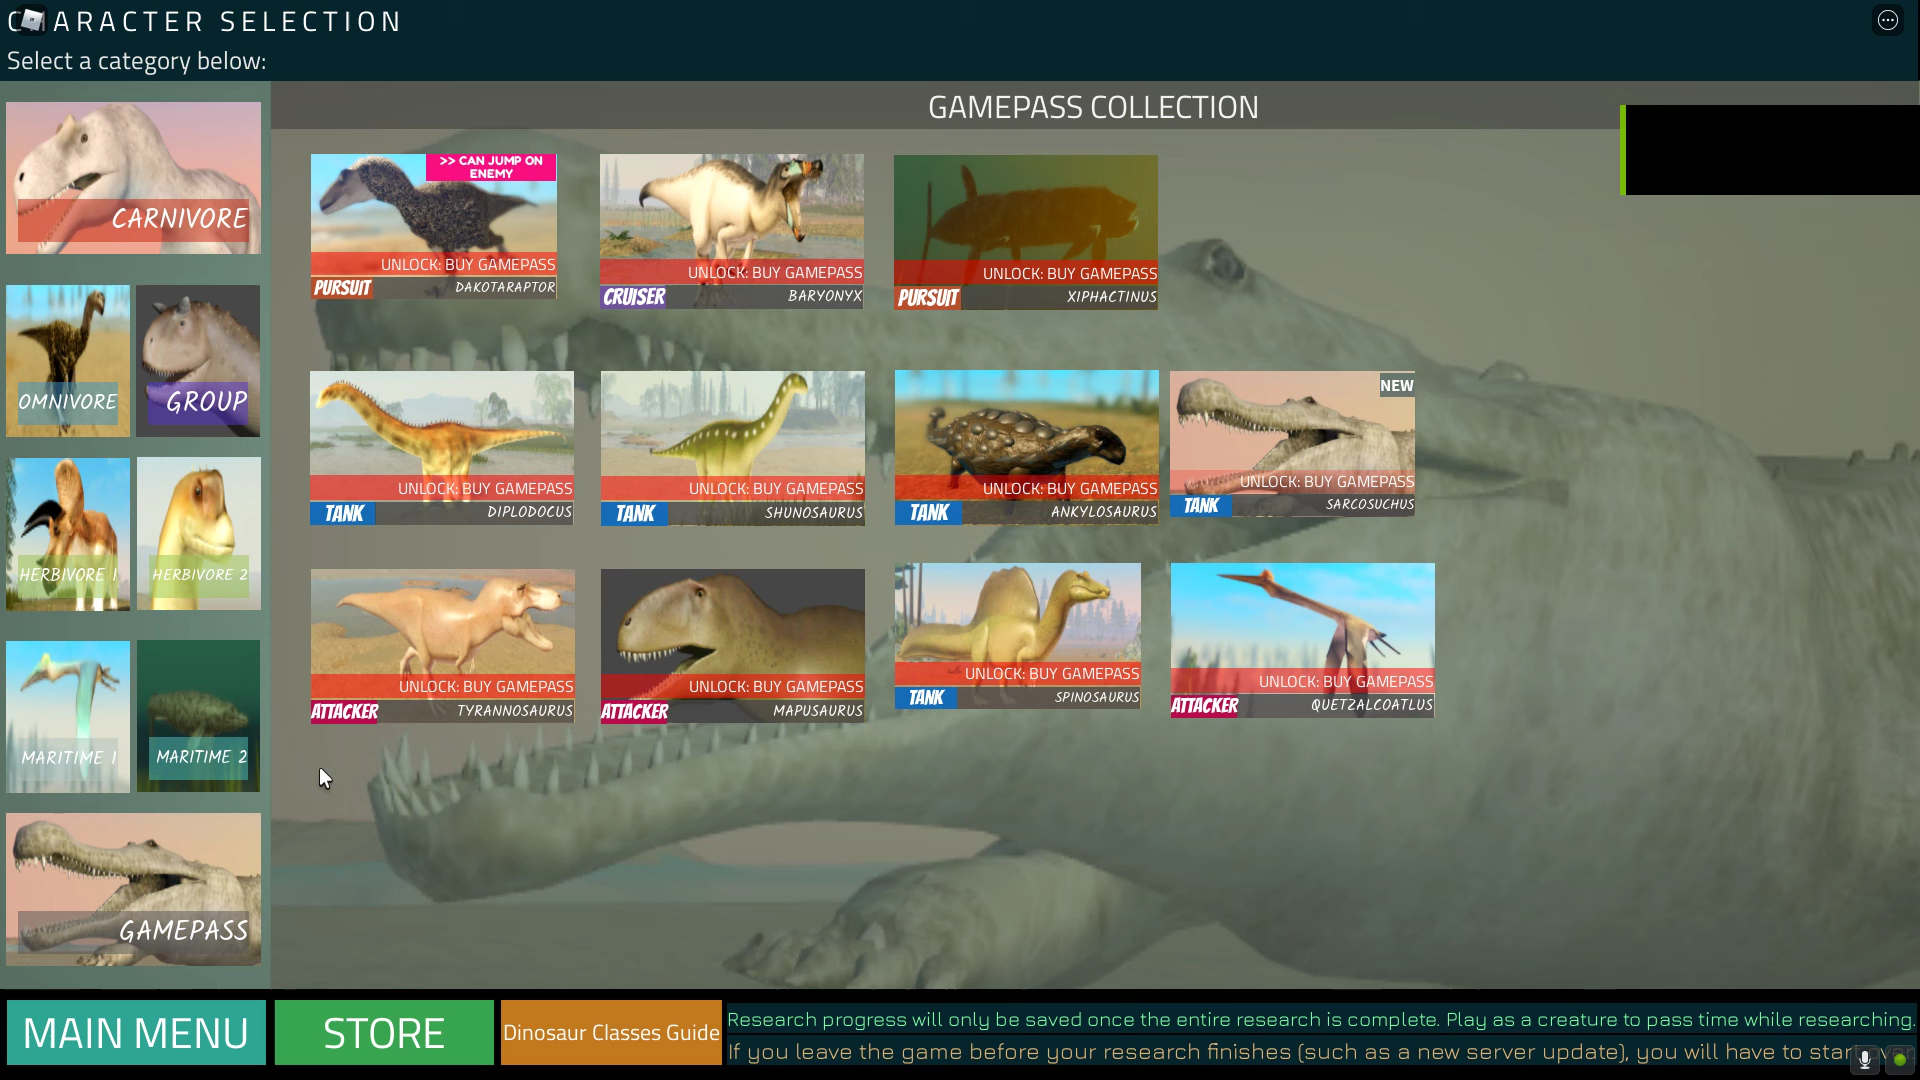 CHARACTER SELECTION
Select a category below:
GAMEPASS COLLECTION
CARNIVORE
OMNIVORE
GROUP
HERBIVORE 1
HERBIVORE 2
MARITIME 1
MARITIME 2
GAMEPASS
>> CAN JUMP ON
ENEMY
UNLOCK: BUY GAMEPASS
PURSUIT
DAKOTARAPTOR
UNLOCK: BUY GAMEPASS
CRUISER
BARYONYX
UNLOCK: BUY GAMEPASS
PURSUIT
XIPHACTINUS
UNLOCK: BUY GAMEPASS
TANK
DIPLODOCUS
UNLOCK: BUY GAMEPASS
TANK
SHUNOSAURUS
UNLOCK: BUY GAMEPASS
TANK
ANKYLOSAURUS
NEW
UNLOCK: BUY GAMEPASS
TANK
SARCOSUCHUS
UNLOCK: BUY GAMEPASS
ATTACKER
TYRANNOSAURUS
UNLOCK: BUY GAMEPASS
ATTACKER
MAPUSAURUS
UNLOCK: BUY GAMEPASS
TANK
SPINOSAURUS
UNLOCK: BUY GAMEPASS
ATTACKER
QUETZALCOATLUS
MAIN MENU
STORE
Dinosaur Classes Guide
Research progress will only be saved once the entire research is complete. Play as a creature to pass time while researching.
If you leave the game before your research finishes (such as a new server update), you will have to start over.